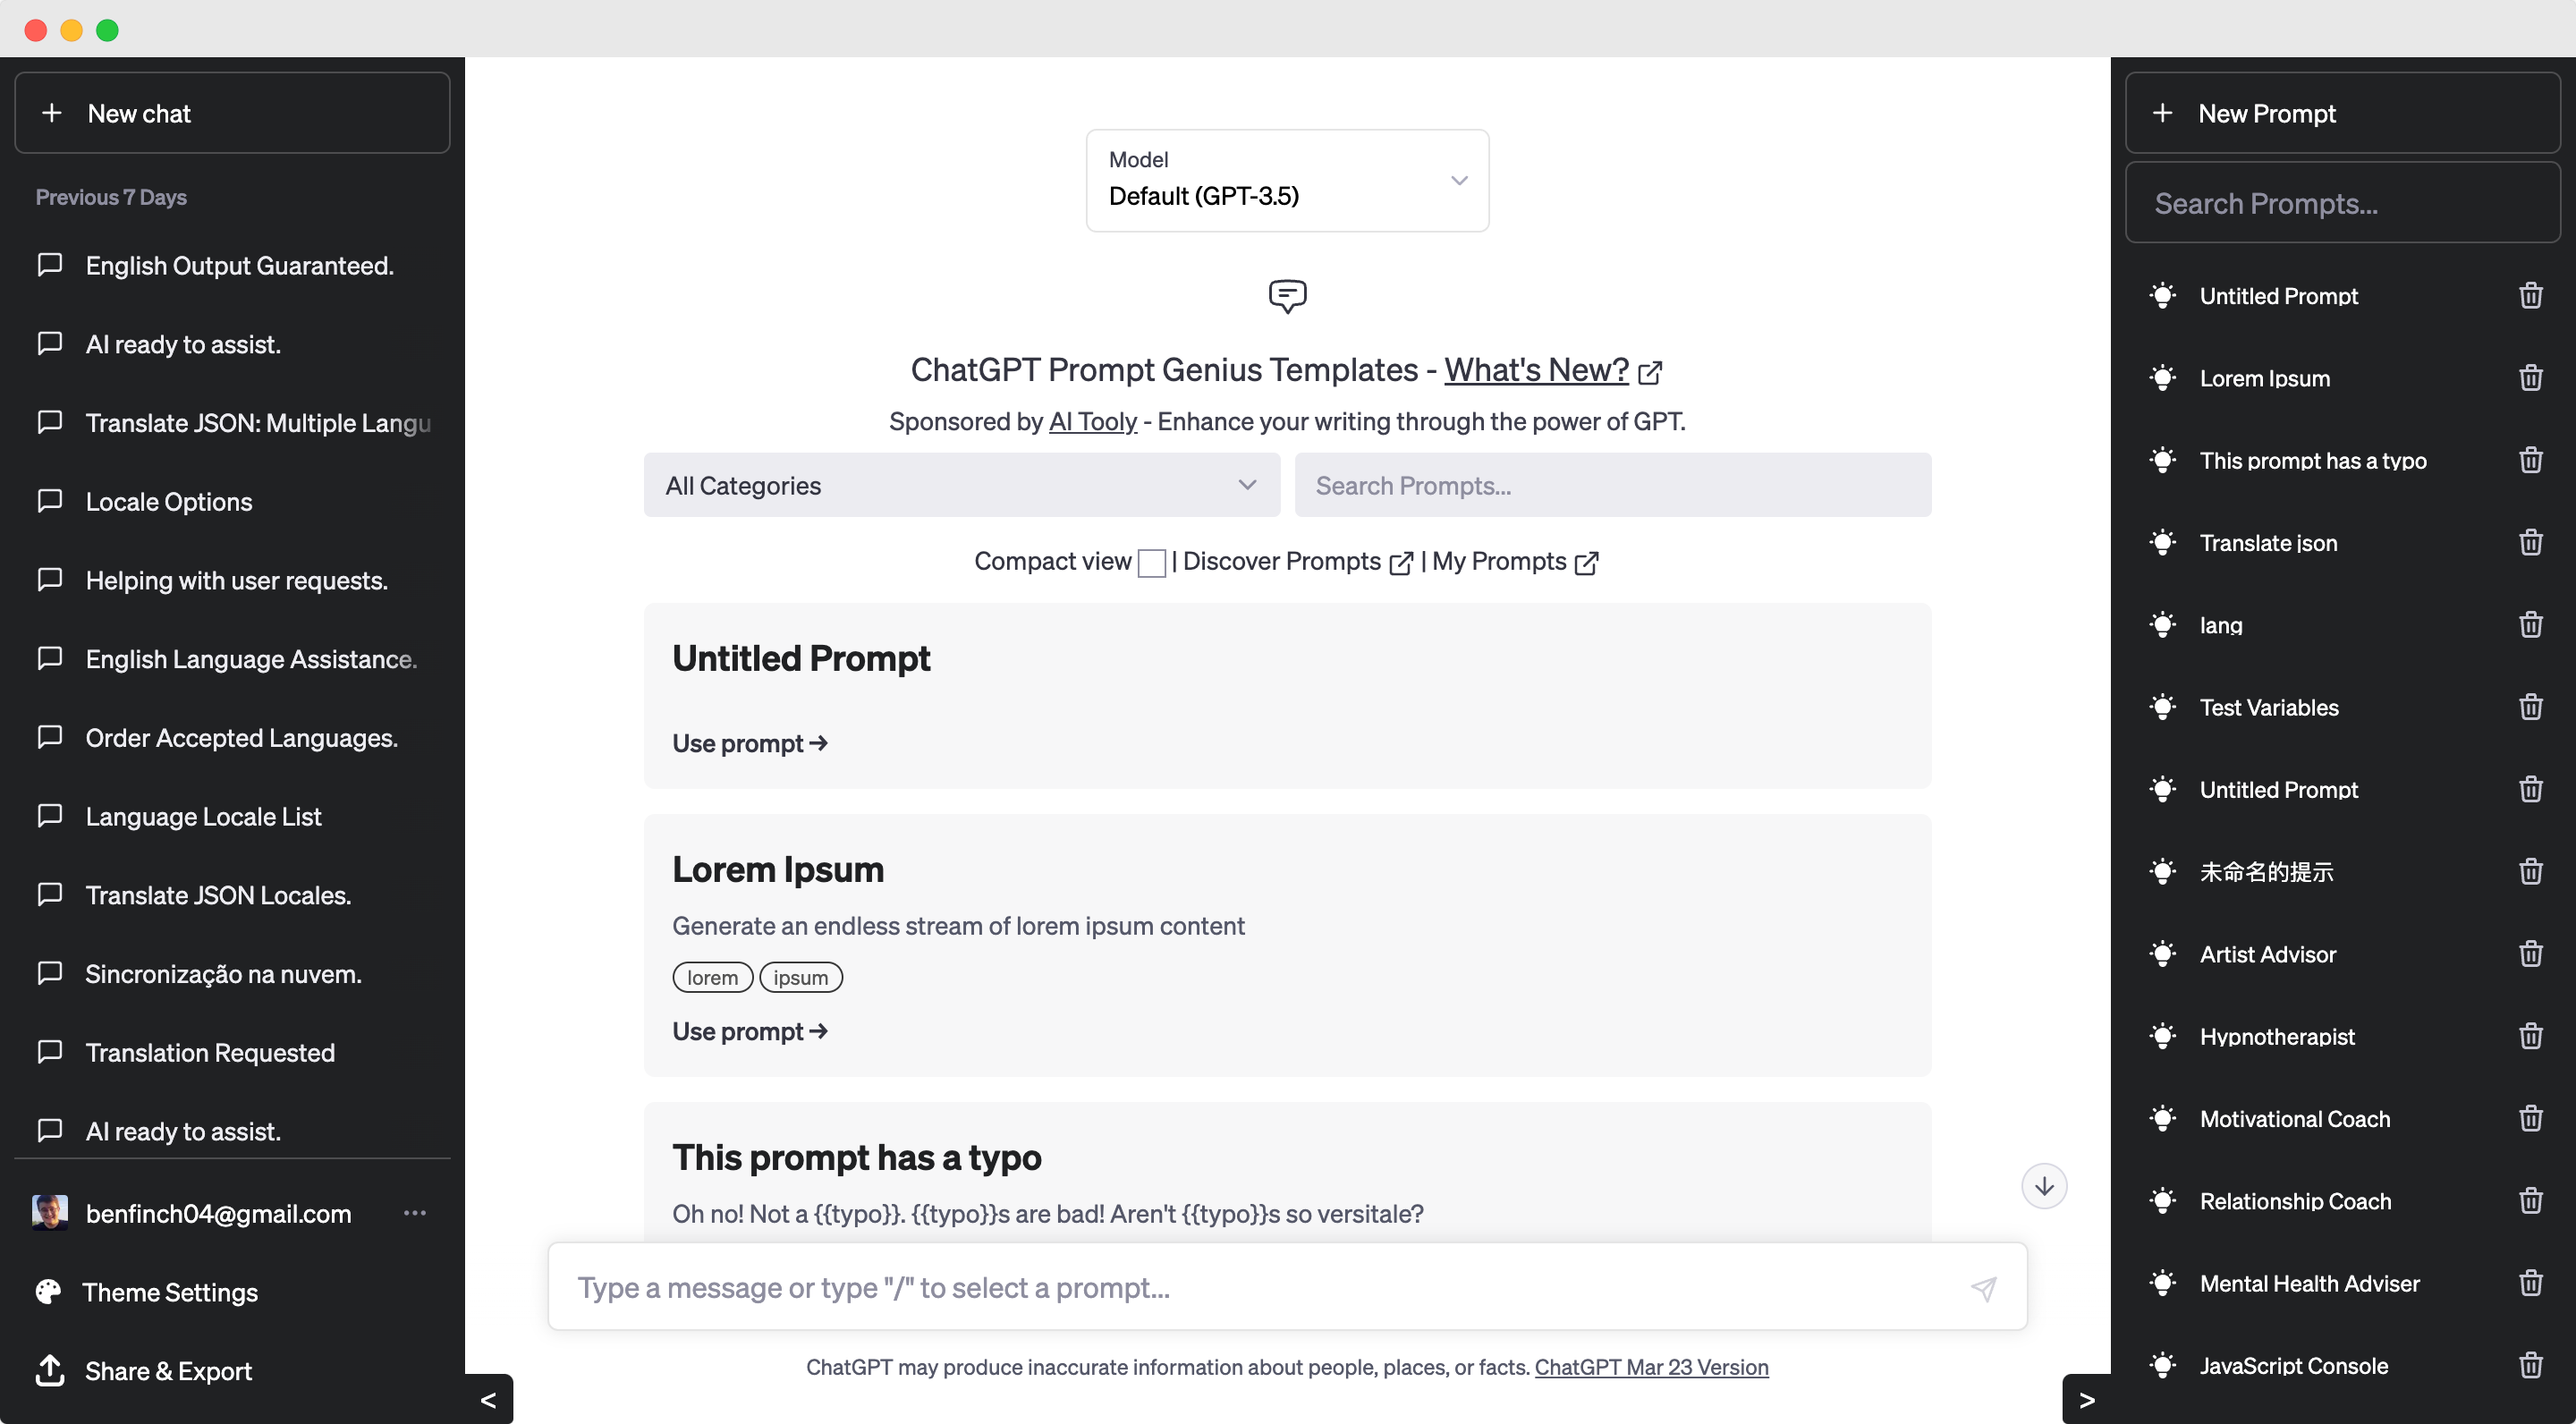 New chat
Previous 7 Days
English Output Guaranteed.
AI ready to assist.
Translate JSON: Multiple Langu
Locale Options
Helping with user requests.
English Language Assistance.
Order Accepted Languages.
Language Locale List
Translate JSON Locales.
Sincronização na nuvem.
Translation Requested
AI ready to assist.
benfinch04@gmail.com
Theme Settings
Share & Export
<
Model
Default (GPT-3.5)
ChatGPT Prompt Genius Templates - What's New?
Sponsored by AI Tooly - Enhance your writing through the power of GPT.
All Categories
Search Prompts...
Compact view | Discover Prompts | My Prompts
Untitled Prompt
Use prompt →
Lorem Ipsum
Generate an endless stream of lorem ipsum content
lorem ipsum
Use prompt →
This prompt has a typo
Oh no! Not a {{typo}}. {{typo}}s are bad! Aren't {{typo}}s so versitale?
Type a message or type "/" to select a prompt...
ChatGPT may produce inaccurate information about people, places, or facts. ChatGPT Mar 23 Version
New Prompt
Search Prompts...
Untitled Prompt
Lorem Ipsum
This prompt has a typo
Translate json
lang
Test Variables
Untitled Prompt
未命名的提示
Artist Advisor
Hypnotherapist
Motivational Coach
Relationship Coach
Mental Health Adviser
JavaScript Console
>